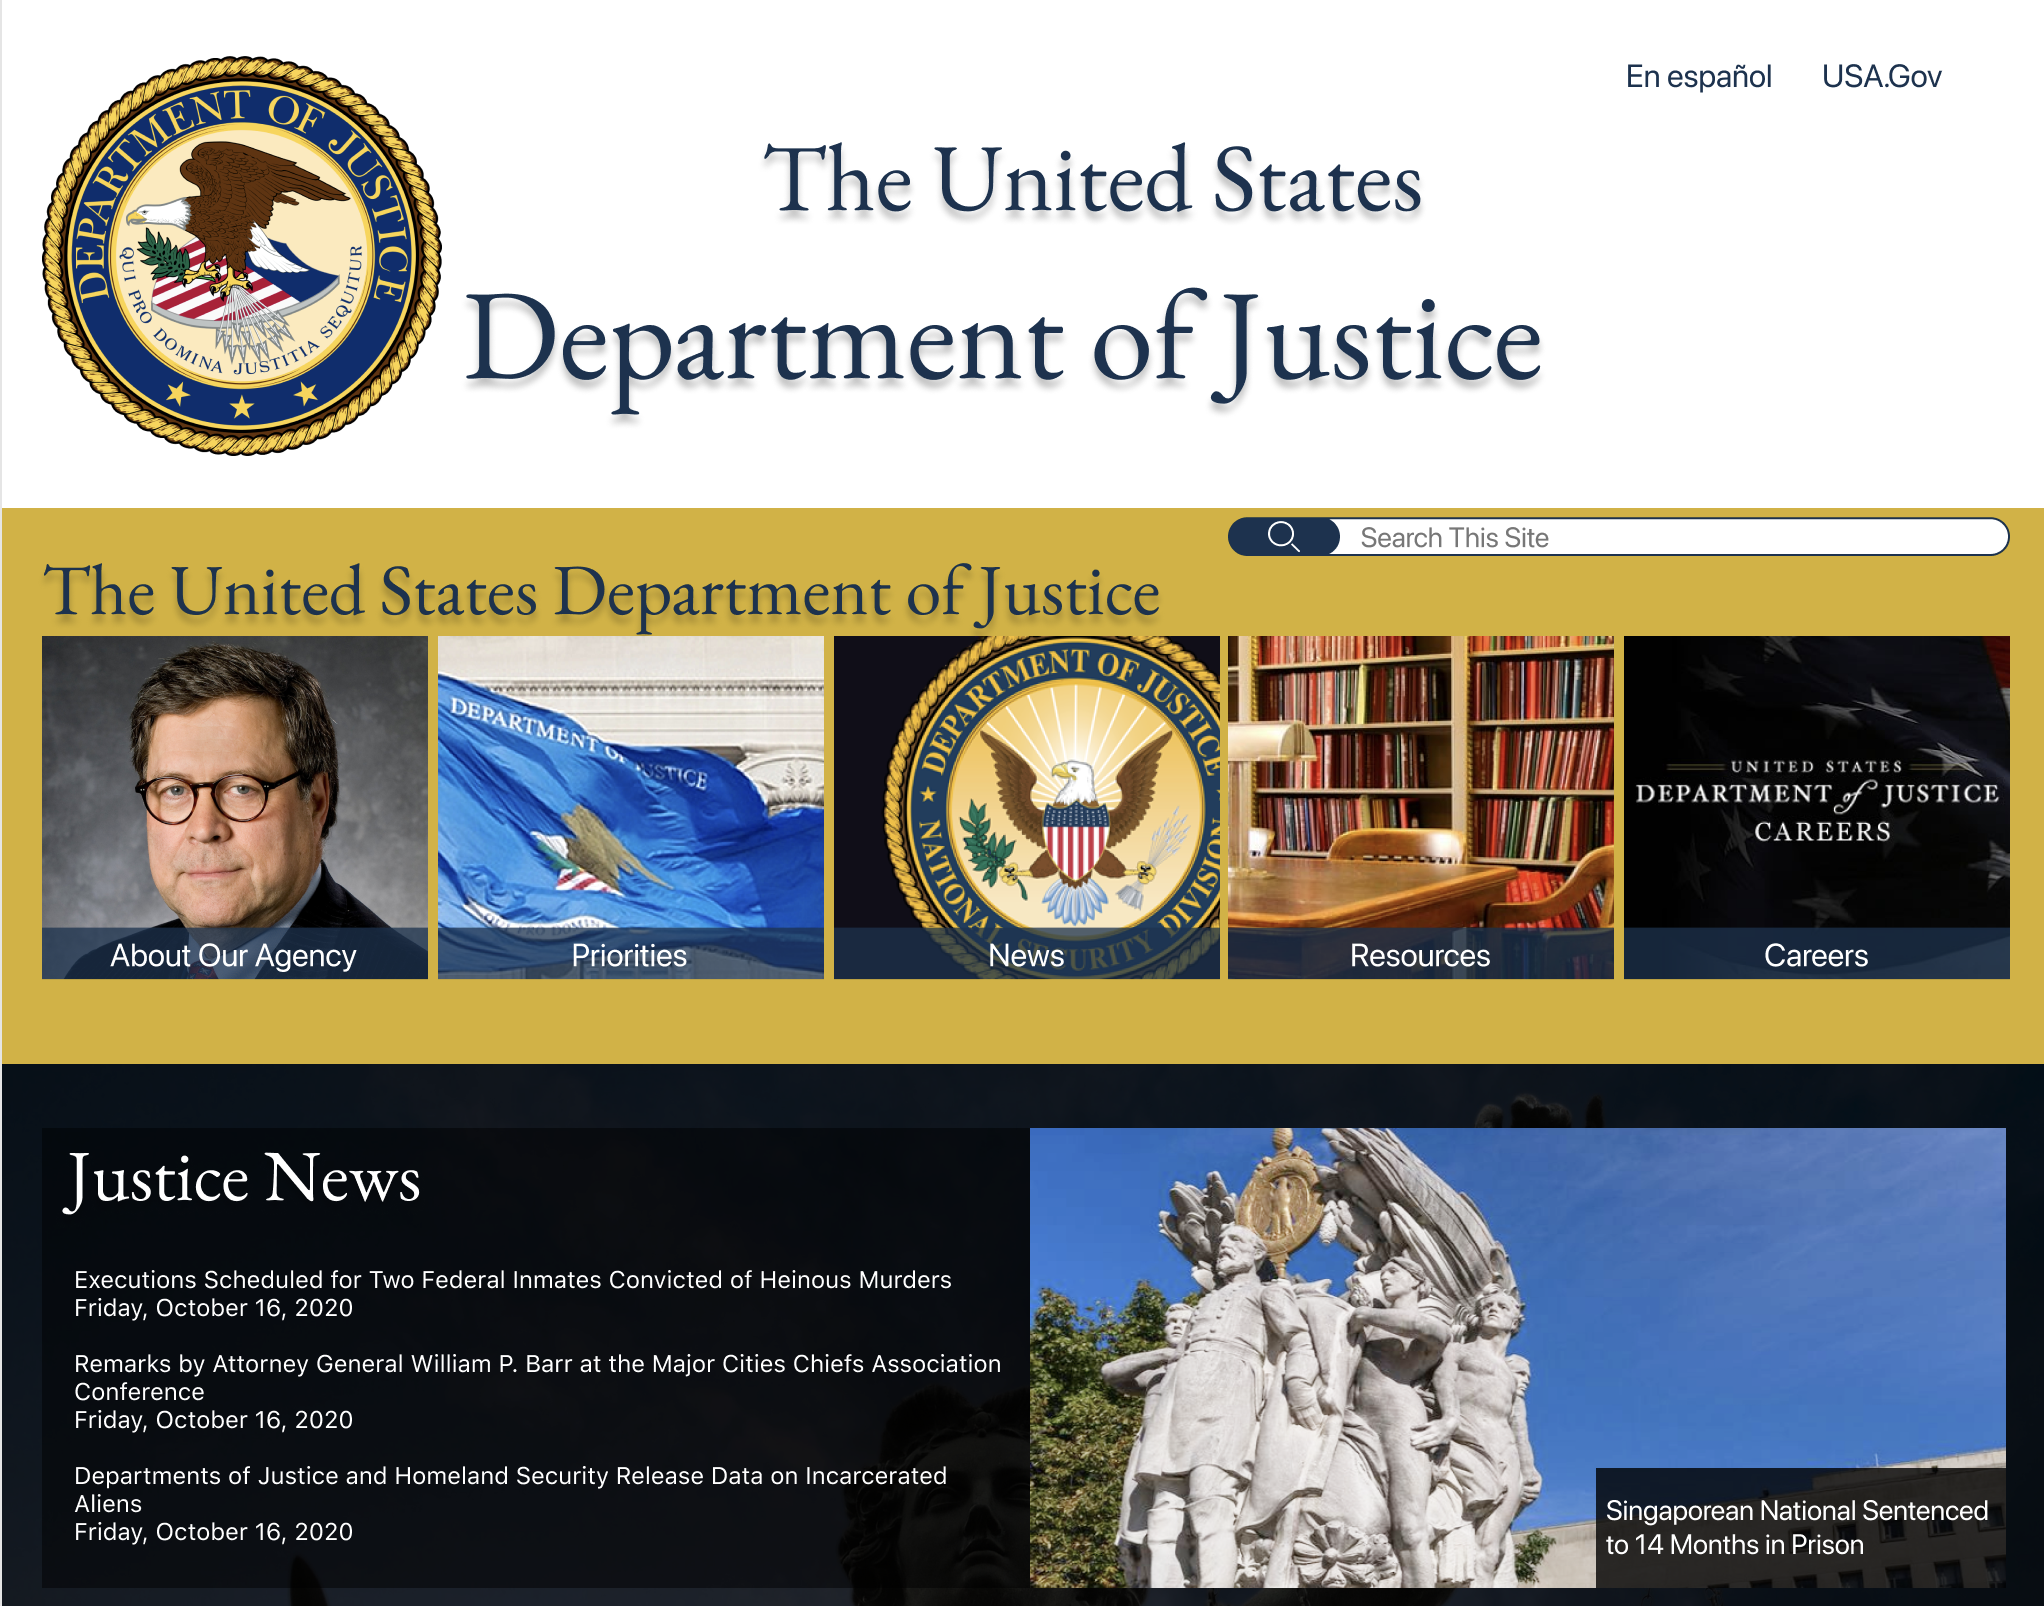 En español USA.Gov
DEPARTMENT OF JUSTICE
QUI PRO DOMINA JUSTITIA SEQUITUR
The United States
Department of Justice
Search This Site
The United States Department of Justice
DEPARTMENT OF JUSTICE
DEPARTMENT OF JUSTICE
NATIONAL SECURITY DIVISION
UNITED STATES
DEPARTMENT of JUSTICE
CAREERS
About Our Agency
Priorities
News
Resources
Careers
Justice News
Executions Scheduled for Two Federal Inmates Convicted of Heinous Murders
Friday, October 16, 2020
Remarks by Attorney General William P. Barr at the Major Cities Chiefs Association
Conference
Friday, October 16, 2020
Departments of Justice and Homeland Security Release Data on Incarcerated
Aliens
Friday, October 16, 2020
Singaporean National Sentenced
to 14 Months in Prison